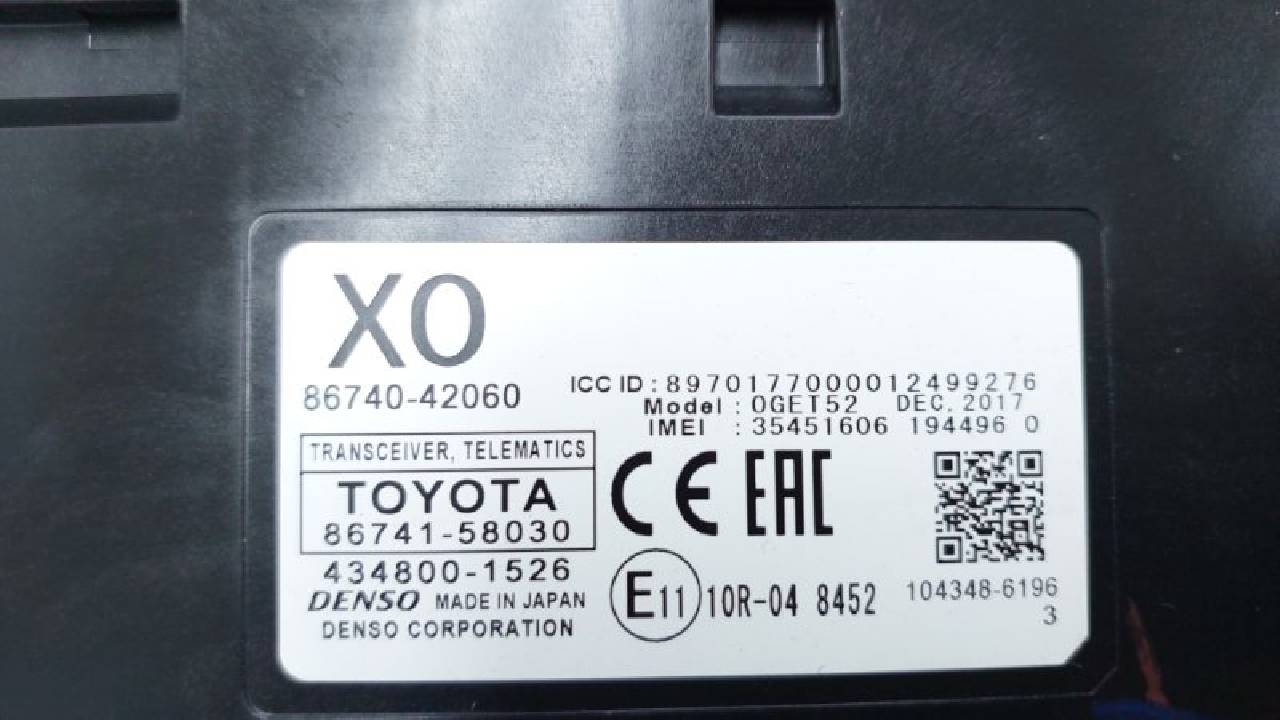 XO
86740-42060
ICC ID : 8970177000012499276
Model : 0GET52 DEC. 2017
IMEI : 35451606 194496 0
TRANSCEIVER, TELEMATICS
TOYOTA
86741-58030
CE EAC
434800-1526
DENSO MADE IN JAPAN
DENSO CORPORATION
E11 10R-04 8452
104348-6196
3